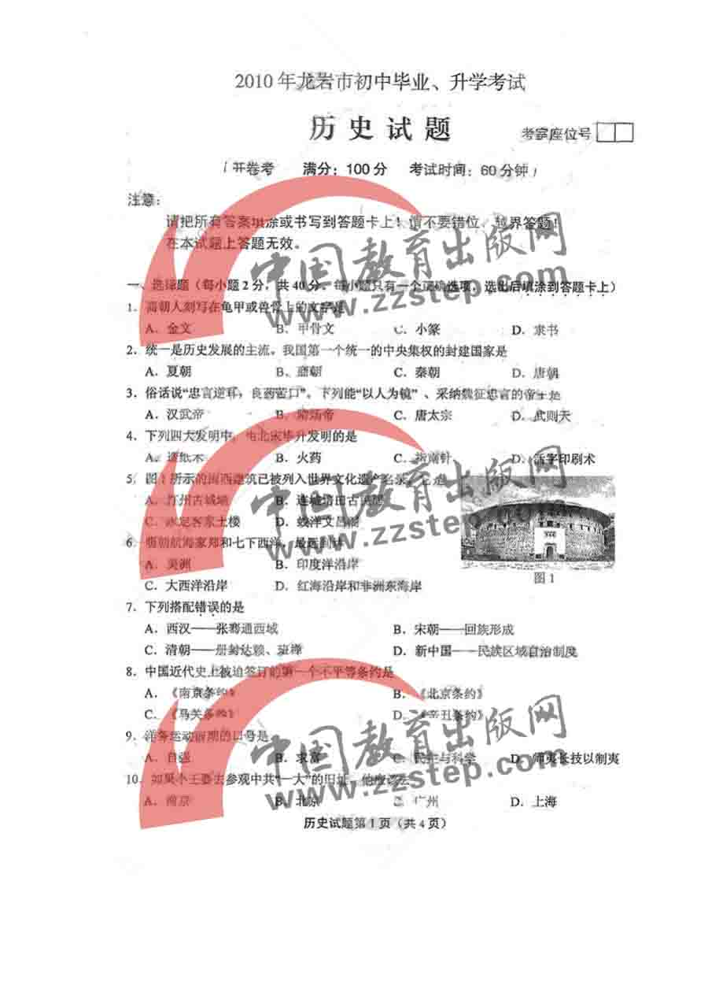 2010 年龙岩市初中毕业、升学考试
历 史 试 题
考室座位号
（开卷考 满分：100 分 考试时间：60 分钟）
注意：
请把所有答案填涂或书写到答题卡上！请不要错位、越界答题！
在本试题上答题无效。
一、选择题（每小题 2 分，共 40 分。每小题只有一个正确选项，选出后填涂到答题卡上）
1．商朝人刻写在龟甲或兽骨上的文字是
A．金文 B．甲骨文 C．小篆 D．隶书
2．统一是历史发展的主流。我国第一个统一的中央集权的封建国家是
A．夏朝 B．商朝 C．秦朝 D．唐朝
3．俗话说“忠言逆耳，良药苦口”。下列能“以人为镜”、采纳魏征忠言的帝王是
A．汉武帝 B．隋炀帝 C．唐太宗 D．武则天
4．下列四大发明中，由北宋毕升发明的是
A．造纸术 B．火药 C．指南针 D．活字印刷术
5．图 1 所示的闽西建筑已被列入世界文化遗产名录，它是
A．汀州古城墙 B．连城培田古民居
C．永定客家土楼 D．蛟洋文昌阁
图 1
6．明朝航海家郑和七下西洋，最远到达
A．美洲 B．印度洋沿岸
C．大西洋沿岸 D．红海沿岸和非洲东海岸
7．下列搭配错误的是
A．西汉——张骞通西域 B．宋朝——回族形成
C．清朝——册封达赖、班禅 D．新中国——民族区域自治制度
8．中国近代史上被迫签订的第一个不平等条约是
A．《南京条约》 B．《北京条约》
C．《马关条约》 D．《辛丑条约》
9．洋务运动前期的口号是
A．自强 B．求富 C．民主与科学 D．师夷长技以制夷
10．如果小王要去参观中共“一大”的旧址，他应该去
A．南京 B．北京 C．广州 D．上海
历史试题第 1 页（共 4 页）
中国教育出版网
www.zzstep.com
中国教育出版网
www.zzstep.com
中国教育出版网
www.zzstep.com